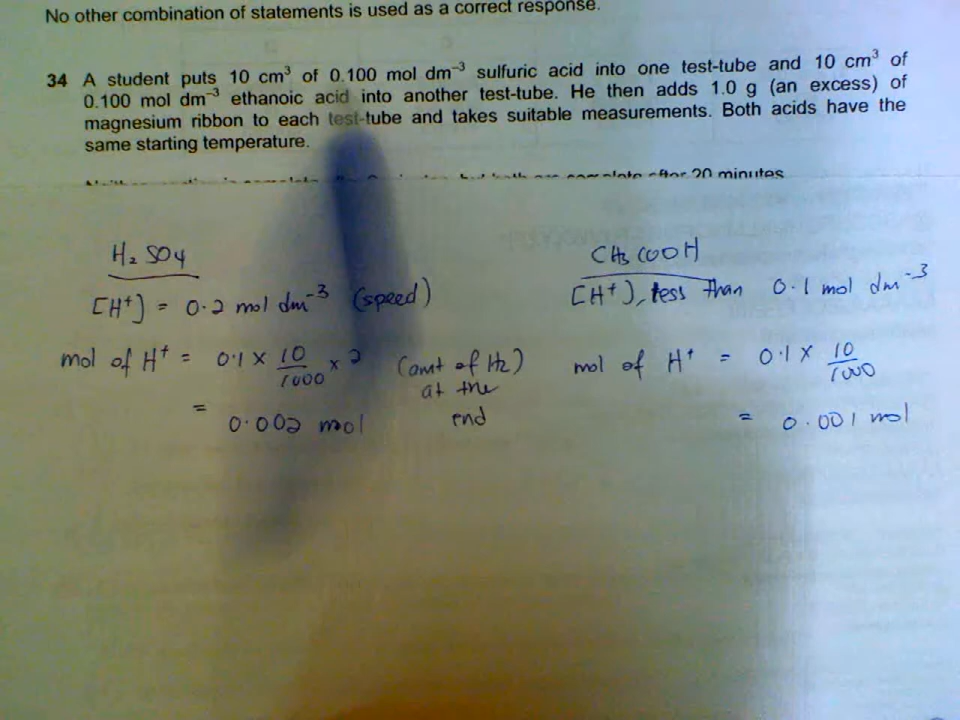 No other combination of statements is used as a correct response.
34 A student puts 10 cm³ of 0.100 mol dm⁻³ sulfuric acid into one test-tube and 10 cm³ of
0.100 mol dm⁻³ ethanoic acid into another test-tube. He then adds 1.0 g (an excess) of
magnesium ribbon to each test-tube and takes suitable measurements. Both acids have the
same starting temperature.
after 20 minutes
H₂SO₄ CH₃COOH
[H⁺] = 0.2 mol dm⁻³ (speed) [H⁺], less than 0.1 mol dm⁻³
mol of H⁺ = 0.1 × 10/1000 × 2 (amt of H₂) mol of H⁺ = 0.1 × 10/1000
at the
= 0.002 mol end = 0.001 mol